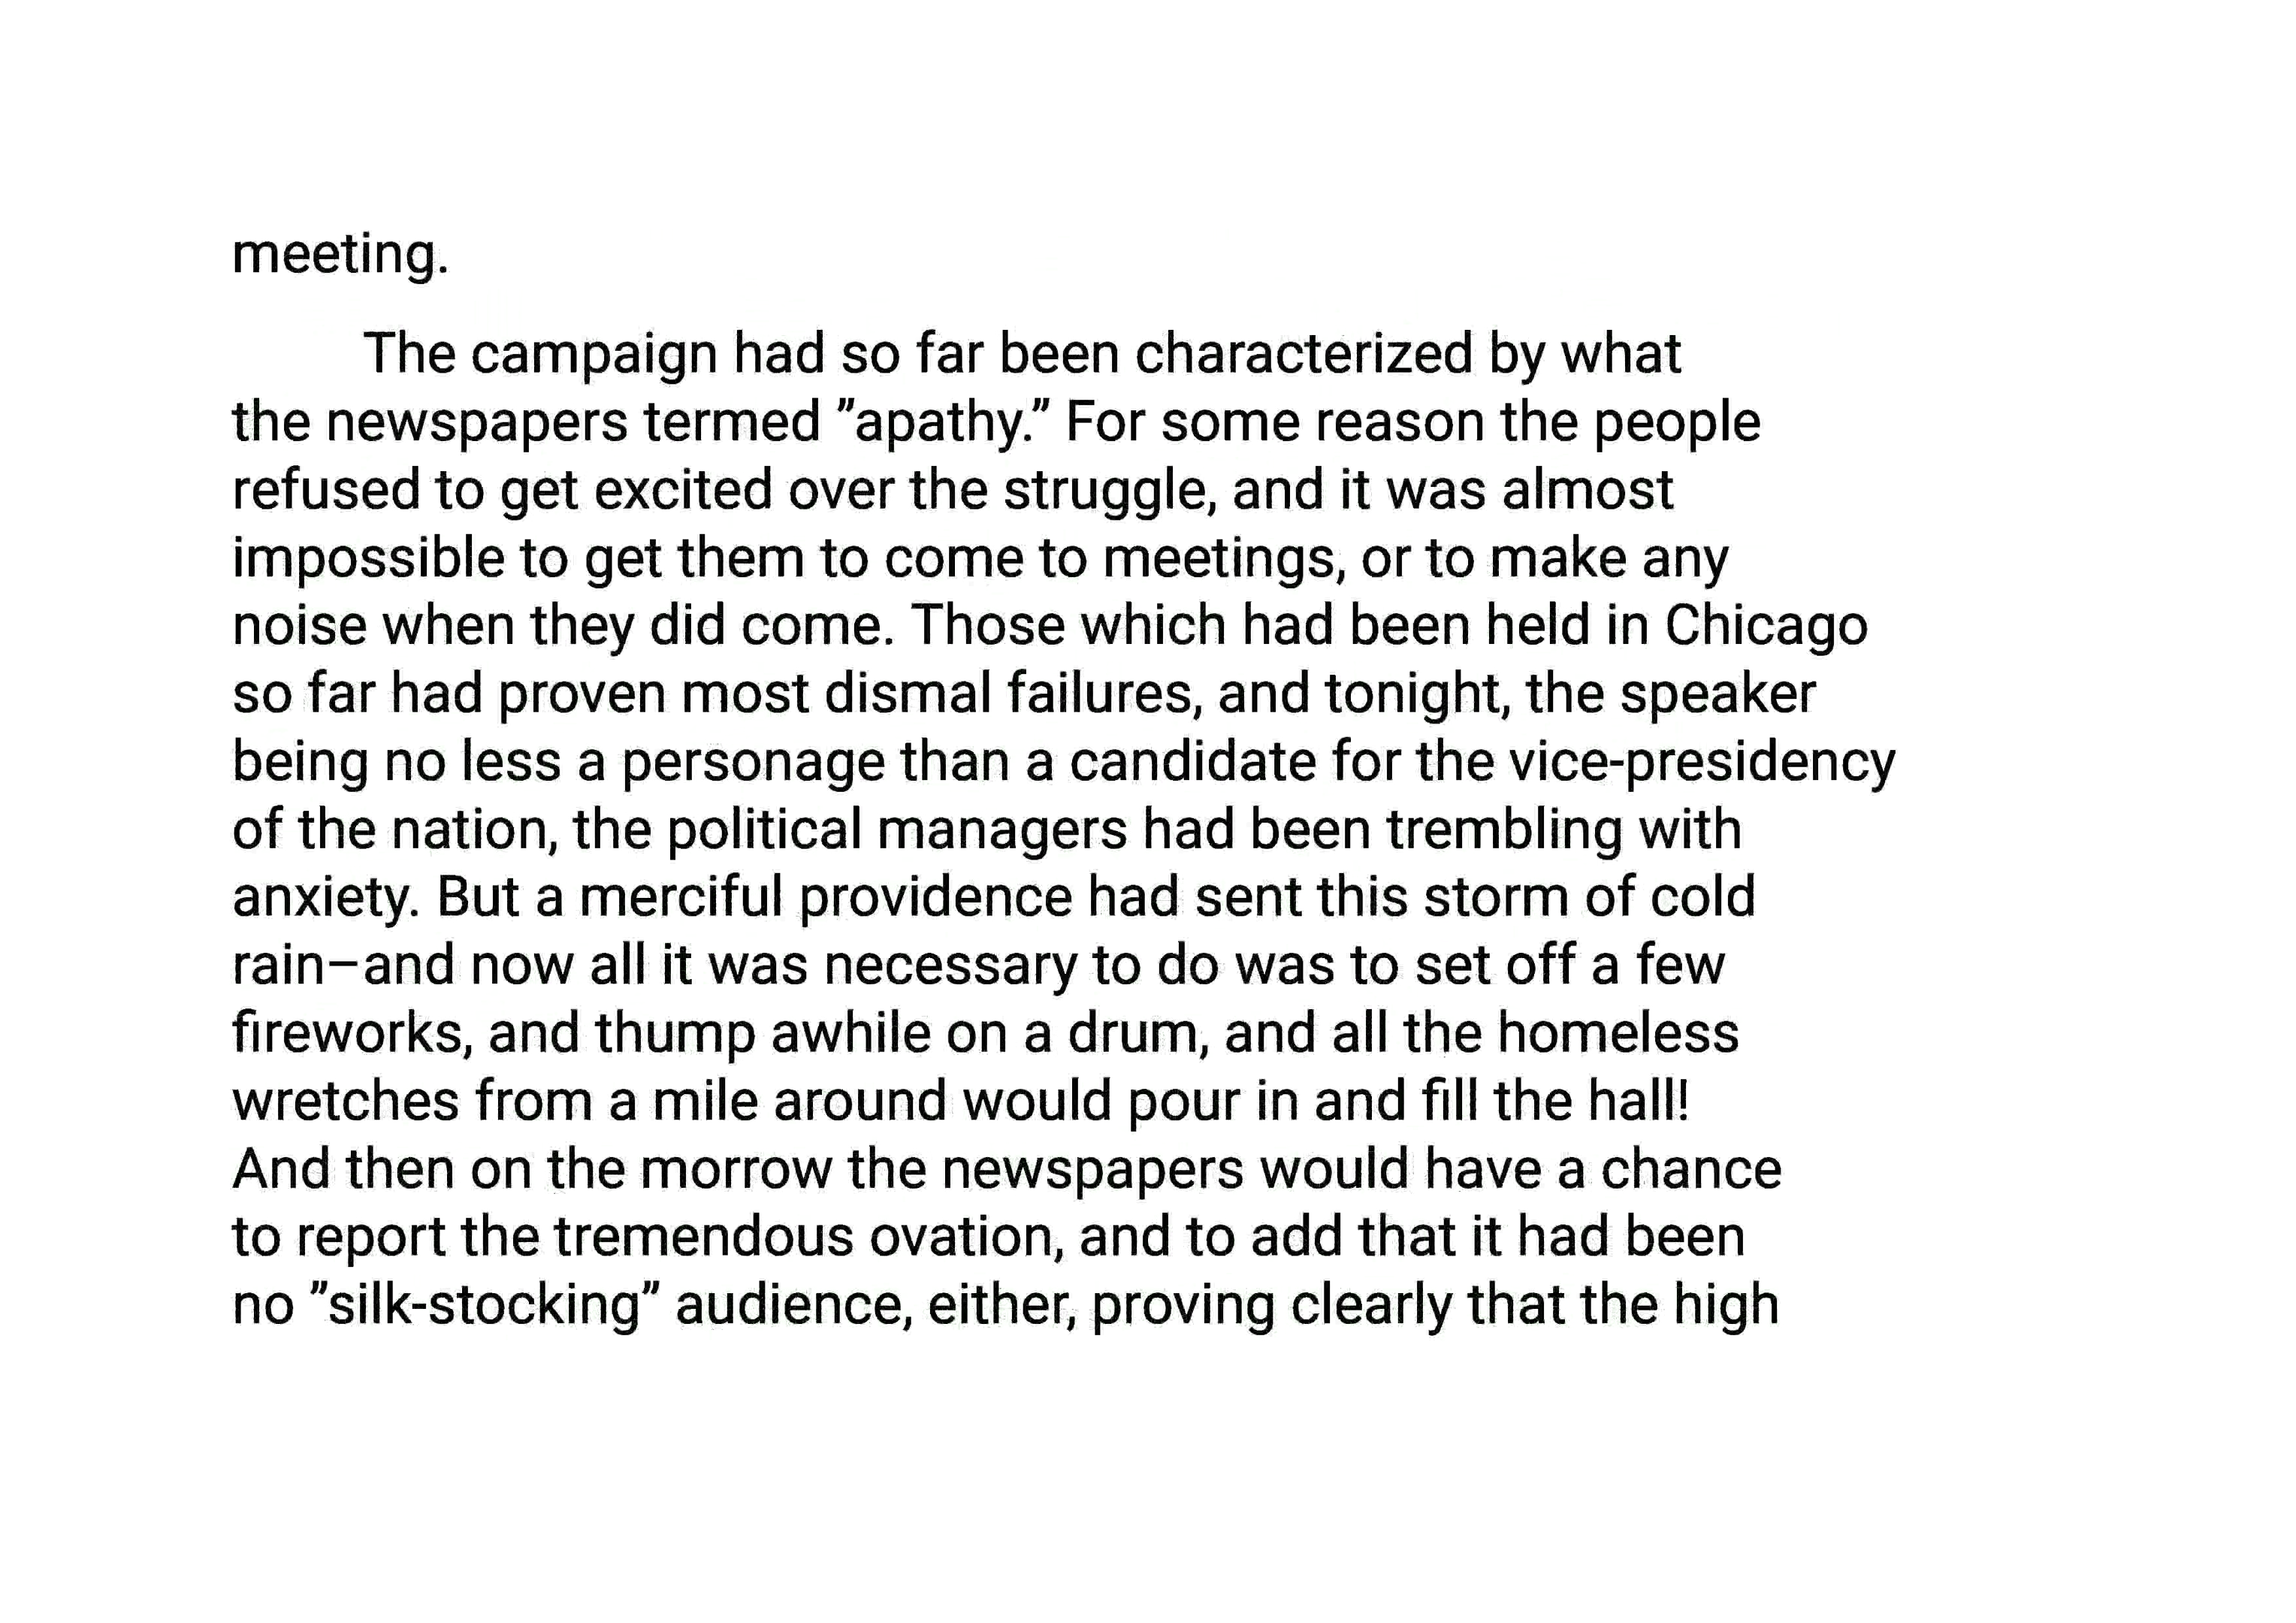 meeting.
The campaign had so far been characterized by what
the newspapers termed ”apathy.” For some reason the people
refused to get excited over the struggle, and it was almost
impossible to get them to come to meetings, or to make any
noise when they did come. Those which had been held in Chicago
so far had proven most dismal failures, and tonight, the speaker
being no less a personage than a candidate for the vice-presidency
of the nation, the political managers had been trembling with
anxiety. But a merciful providence had sent this storm of cold
rain–and now all it was necessary to do was to set off a few
fireworks, and thump awhile on a drum, and all the homeless
wretches from a mile around would pour in and fill the hall!
And then on the morrow the newspapers would have a chance
to report the tremendous ovation, and to add that it had been
no ”silk-stocking” audience, either, proving clearly that the high